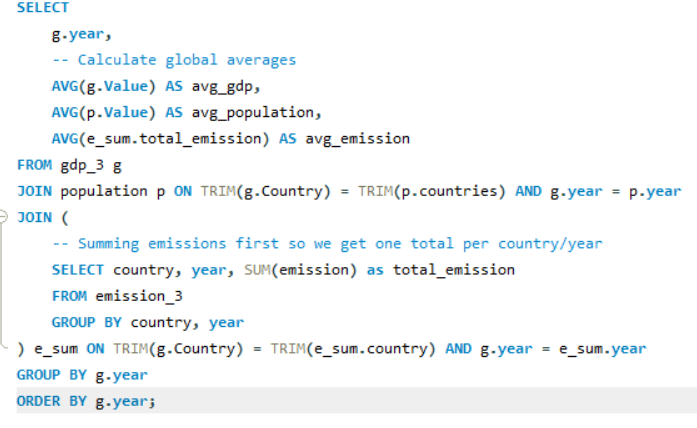 SELECT
g.year,
-- Calculate global averages
AVG(g.Value) AS avg_gdp,
AVG(p.Value) AS avg_population,
AVG(e_sum.total_emission) AS avg_emission
FROM gdp_3 g
JOIN population p ON TRIM(g.Country) = TRIM(p.countries) AND g.year = p.year
JOIN (
-- Summing emissions first so we get one total per country/year
SELECT country, year, SUM(emission) as total_emission
FROM emission_3
GROUP BY country, year
) e_sum ON TRIM(g.Country) = TRIM(e_sum.country) AND g.year = e_sum.year
GROUP BY g.year
ORDER BY g.year;